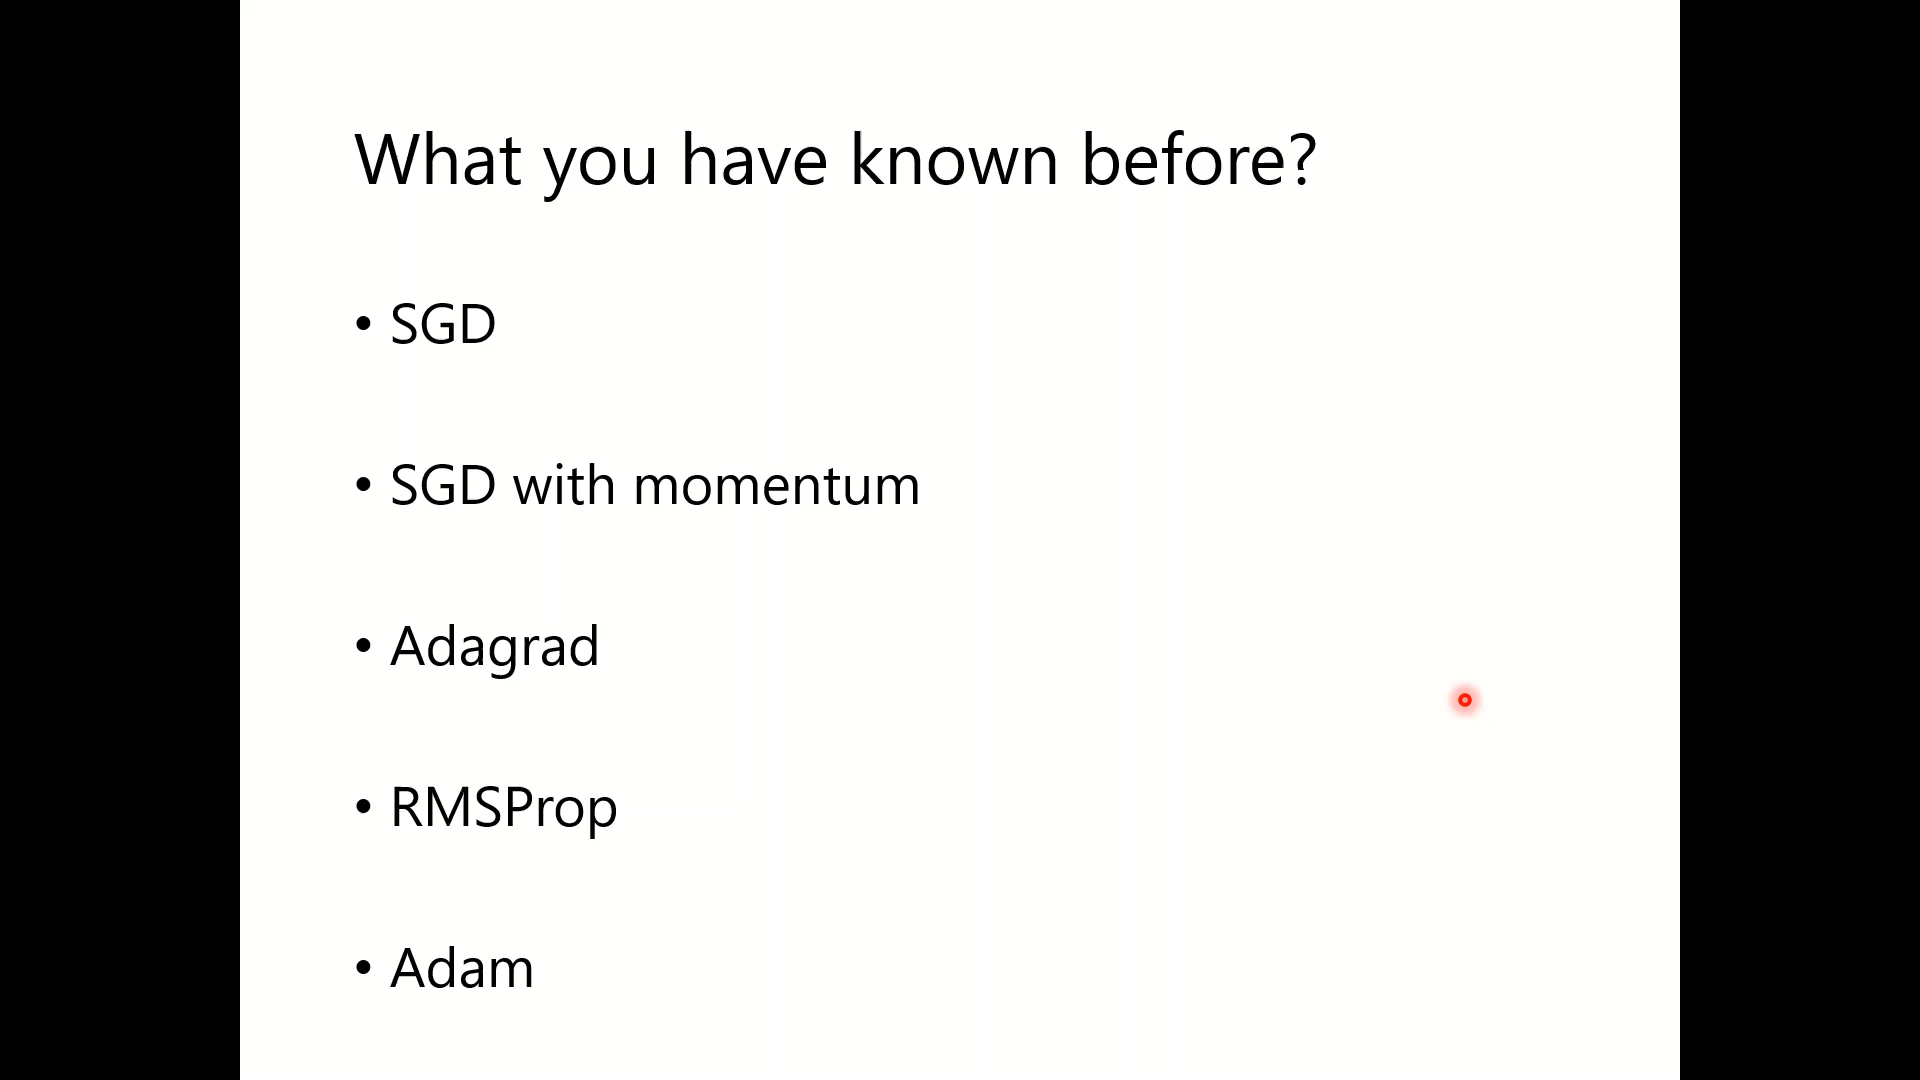 What you have known before?
• SGD
• SGD with momentum
• Adagrad
• RMSProp
• Adam